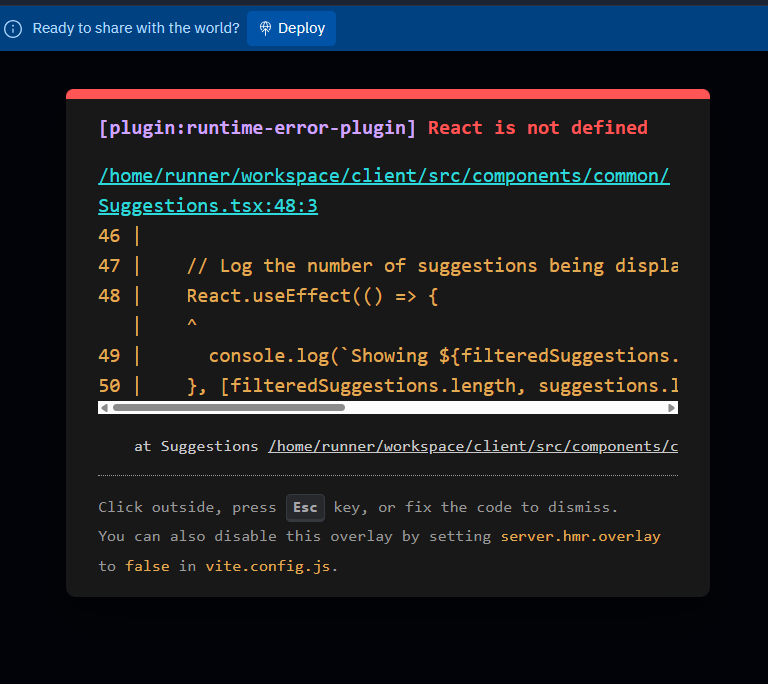 Ready to share with the world? Deploy
[plugin:runtime-error-plugin] React is not defined
/home/runner/workspace/client/src/components/common/
Suggestions.tsx:48:3
46 |
47 |    // Log the number of suggestions being displa
48 |    React.useEffect(() => {
   |    ^
49 |      console.log(`Showing ${filteredSuggestions.
50 |    }, [filteredSuggestions.length, suggestions.l
at Suggestions /home/runner/workspace/client/src/components/c
Click outside, press Esc key, or fix the code to dismiss.
You can also disable this overlay by setting server.hmr.overlay
to false in vite.config.js.